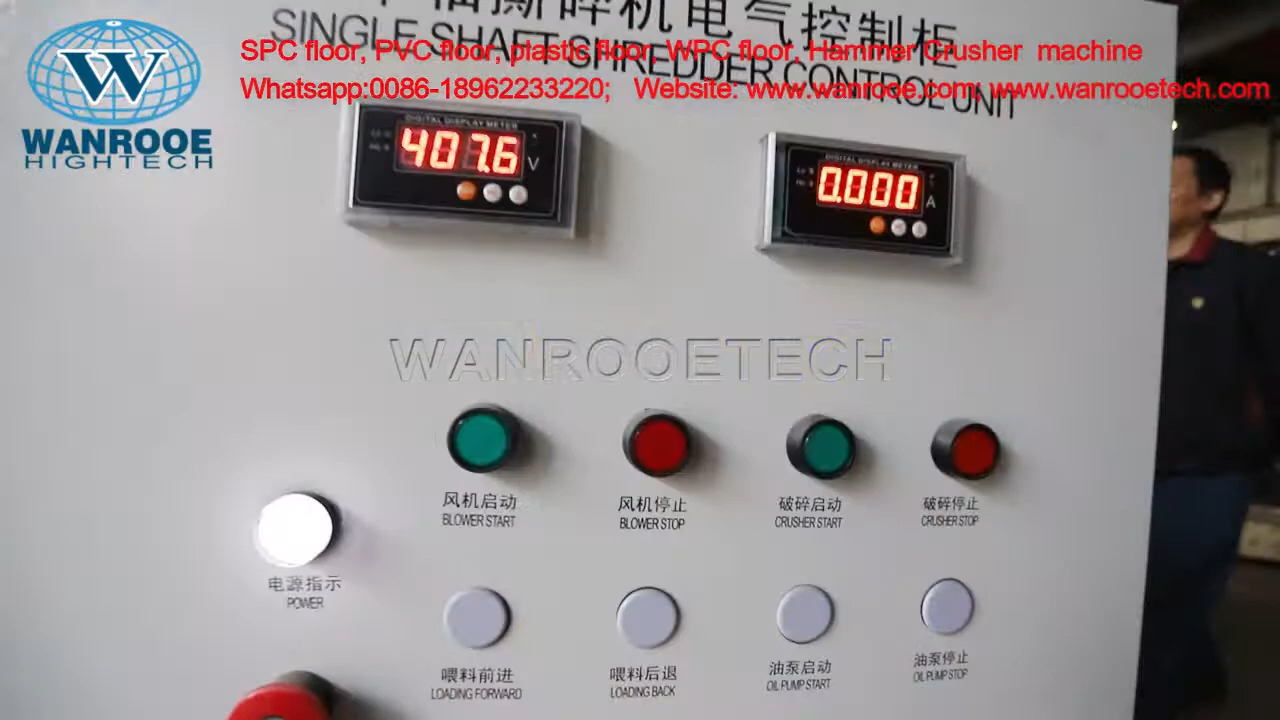 单轴撕碎机电气控制柜
SINGLE SHAFT SHREDDER CONTROL UNIT
SPC floor, PVC floor, plastic floor, WPC floor, Hammer Crusher machine
Whatsapp:0086-18962233220; Website: www.wanrooe.com; www.wanrooetech.com
W
WANROOE
HIGHTECH
DIGITAL DISPLAY METER
407.6 V
DIGITAL DISPLAY METER
0.000 A
WANROOETECH
风机启动
BLOWER START
风机停止
BLOWER STOP
破碎启动
CRUSHER START
破碎停止
CRUSHER STOP
电源指示
POWER
喂料前进
LOADING FORWARD
喂料后退
LOADING BACK
油泵启动
OIL PUMP START
油泵停止
OIL PUMP STOP